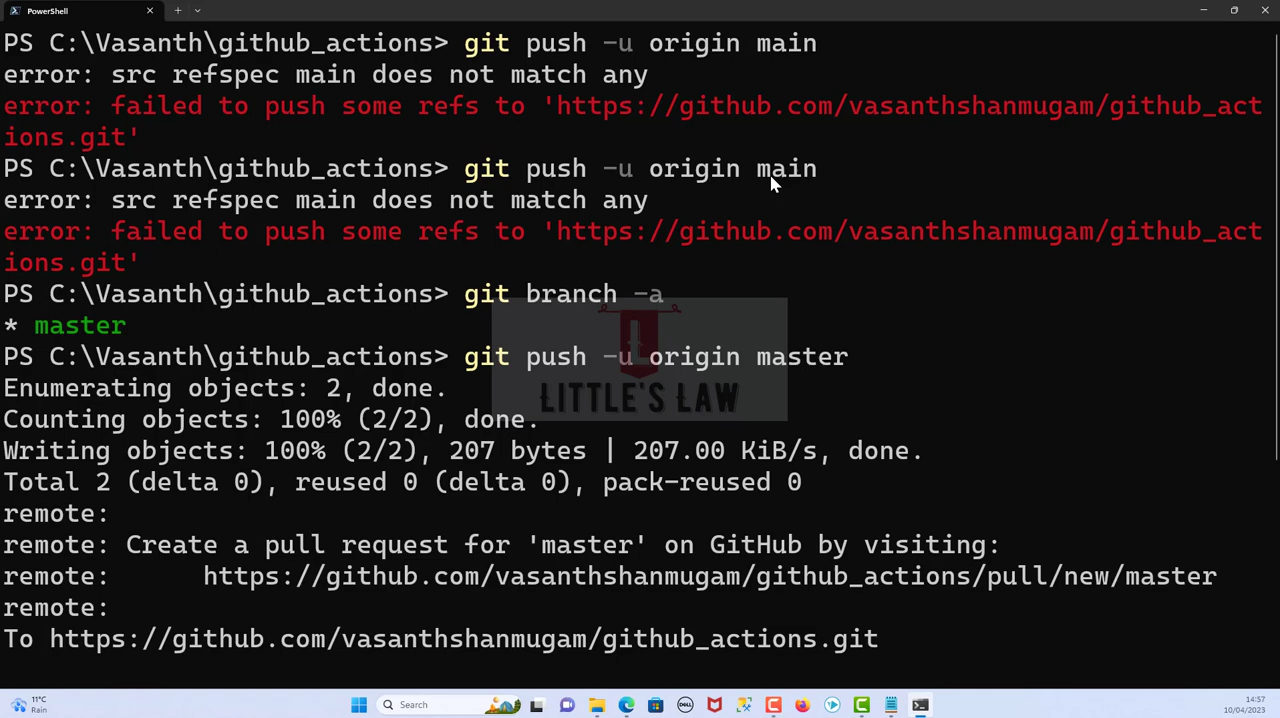 PowerShell
PS C:\Vasanth\github_actions> git push -u origin main
error: src refspec main does not match any
error: failed to push some refs to 'https://github.com/vasanthshanmugam/github_act
ions.git'
PS C:\Vasanth\github_actions> git push -u origin main
error: src refspec main does not match any
error: failed to push some refs to 'https://github.com/vasanthshanmugam/github_act
ions.git'
PS C:\Vasanth\github_actions> git branch -a
* master
PS C:\Vasanth\github_actions> git push -u origin master
Enumerating objects: 2, done.
L
LITTLE'S LAW
Counting objects: 100% (2/2), done.
Writing objects: 100% (2/2), 207 bytes | 207.00 KiB/s, done.
Total 2 (delta 0), reused 0 (delta 0), pack-reused 0
remote:
remote: Create a pull request for 'master' on GitHub by visiting:
remote:      https://github.com/vasanthshanmugam/github_actions/pull/new/master
remote:
To https://github.com/vasanthshanmugam/github_actions.git
11°C
Rain
Search
DELL
14:57
10/04/2023